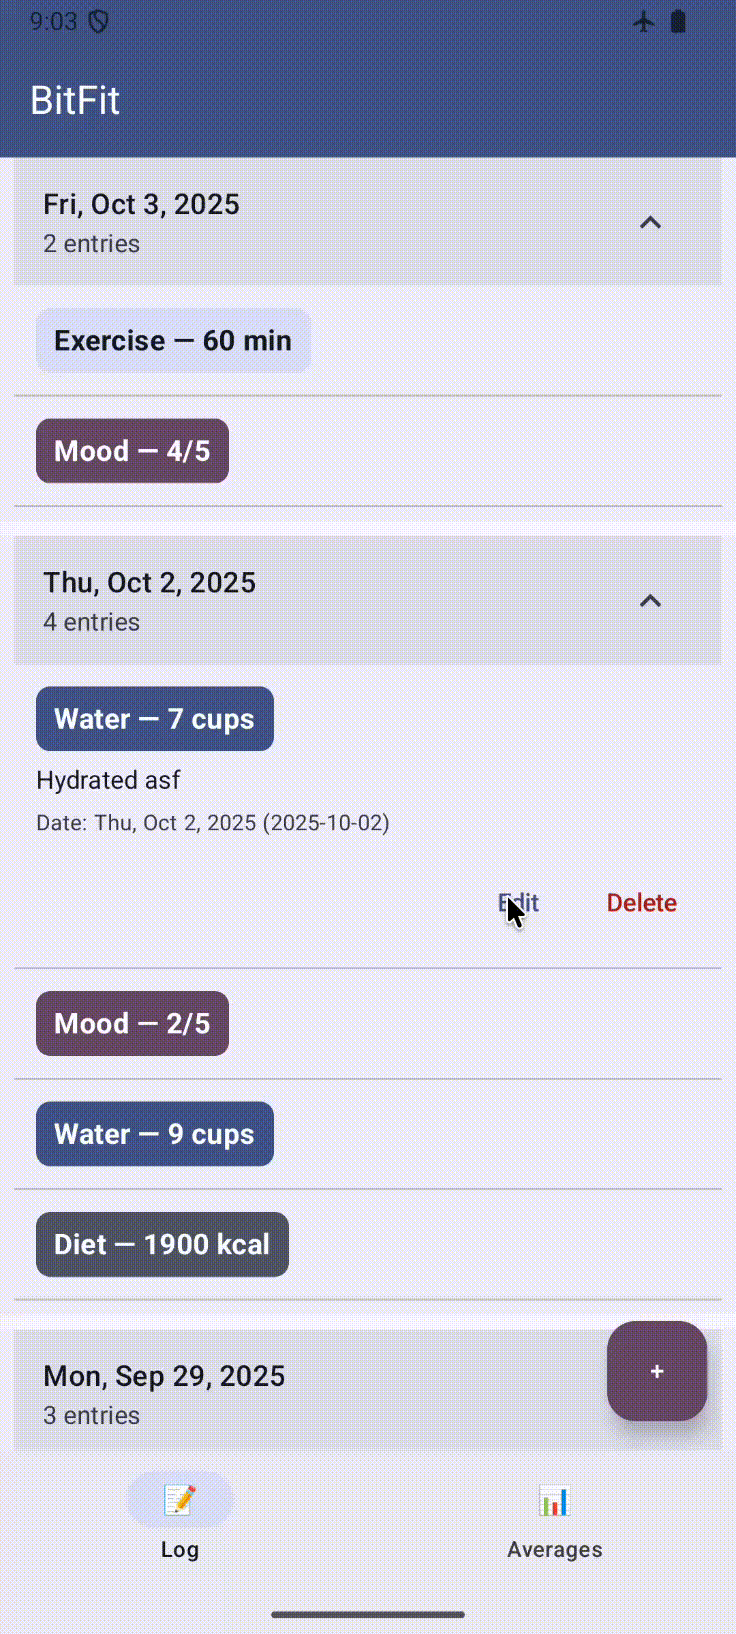 9:03
BitFit
Fri, Oct 3, 2025
2 entries
Exercise — 60 min
Mood — 4/5
Thu, Oct 2, 2025
4 entries
Water — 7 cups
Hydrated asf
Date: Thu, Oct 2, 2025 (2025-10-02)
Edit Delete
Mood — 2/5
Water — 9 cups
Diet — 1900 kcal
Mon, Sep 29, 2025
3 entries
+
Log Averages